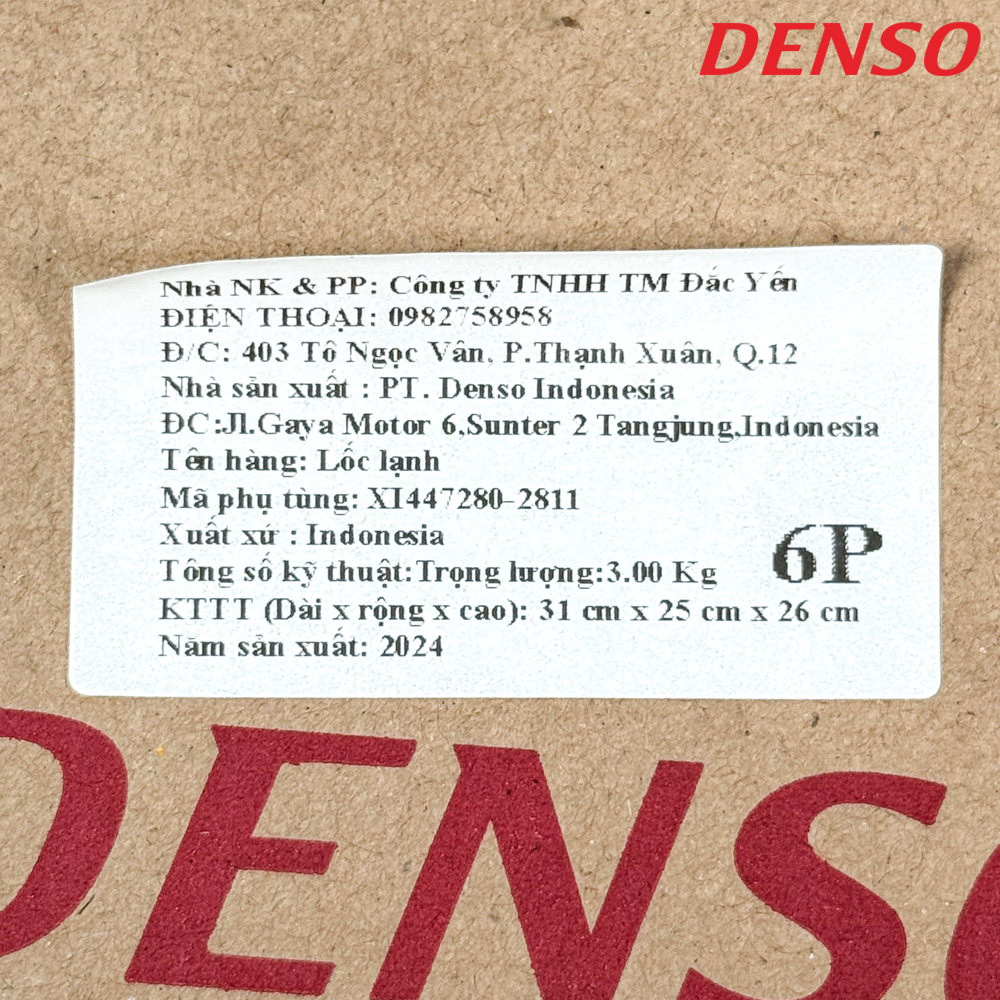 DENSO
Nhà NK & PP: Công ty TNHH TM Đắc Yến
ĐIỆN THOẠI: 0982758958
Đ/C: 403 Tô Ngọc Vân, P.Thạnh Xuân, Q.12
Nhà sản xuất : PT. Denso Indonesia
ĐC:Jl.Gaya Motor 6,Sunter 2 Tangjung,Indonesia
Tên hàng: Lốc lạnh
Mã phụ tùng: XI447280-2811
Xuất xứ : Indonesia
Tông số kỹ thuật:Trọng lượng:3.00 Kg
6P
KTTT (Dài x rộng x cao): 31 cm x 25 cm x 26 cm
Năm sản xuất: 2024
DENSO